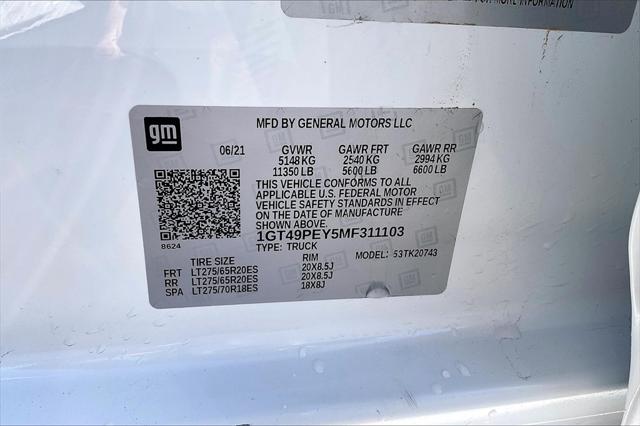 MORE INFORMATION
MFD BY GENERAL MOTORS LLC
gm
06/21 GVWR GAWR FRT GAWR RR
5148 KG 2540 KG 2994 KG
11350 LB 5600 LB 6600 LB
THIS VEHICLE CONFORMS TO ALL
APPLICABLE U.S. FEDERAL MOTOR
VEHICLE SAFETY STANDARDS IN EFFECT
ON THE DATE OF MANUFACTURE
SHOWN ABOVE.
8624
1GT49PEY5MF311103
TYPE: TRUCK MODEL: 53TK20743
TIRE SIZE RIM
FRT LT275/65R20ES 20X8.5J
RR LT275/65R20ES 20X8.5J
SPA LT275/70R18ES 18X8J